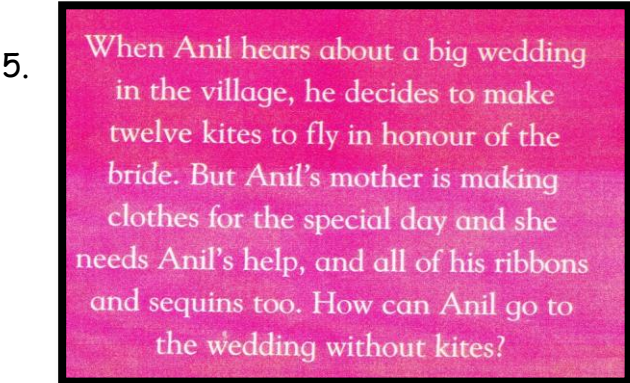 5.
When Anil hears about a big wedding
in the village, he decides to make
twelve kites to fly in honour of the
bride. But Anil's mother is making
clothes for the special day and she
needs Anil's help, and all of his ribbons
and sequins too. How can Anil go to
the wedding without kites?